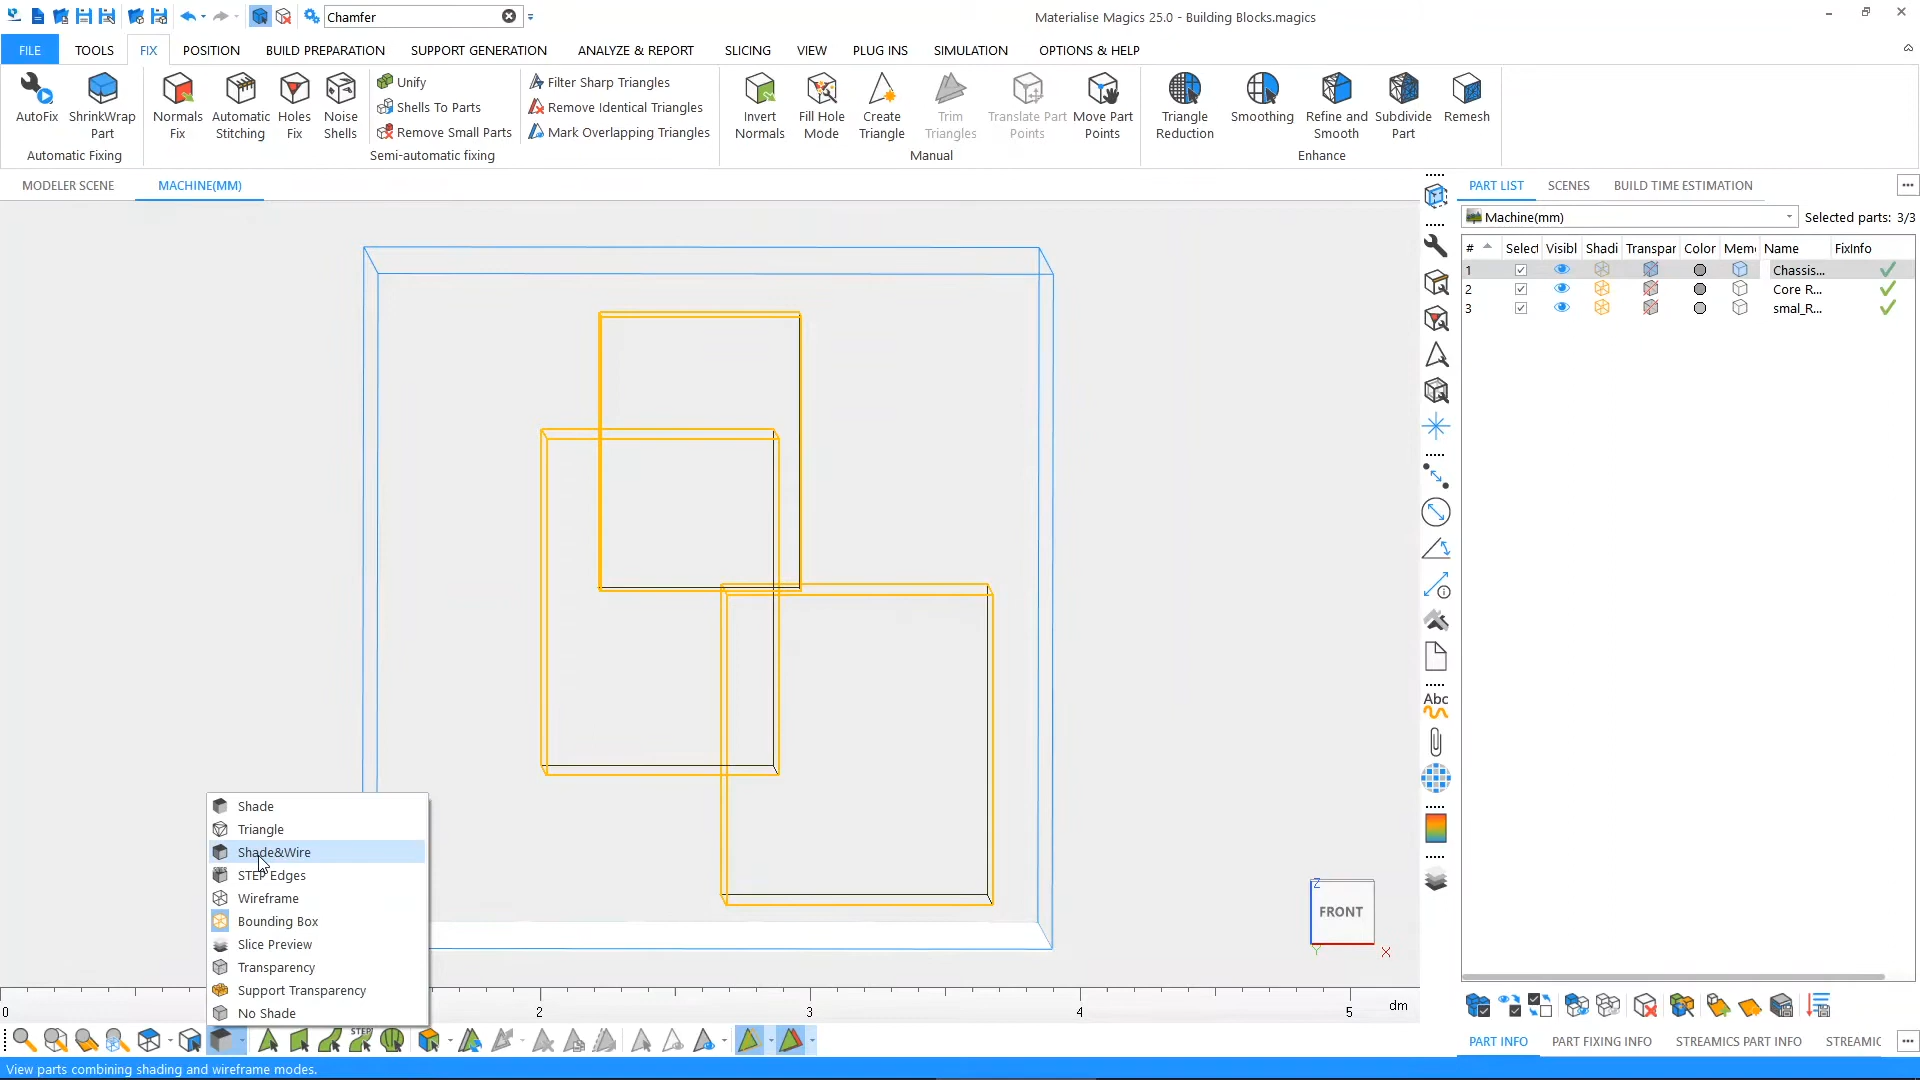 Chamfer
Materialise Magics 25.0 - Building Blocks.magics
FILE TOOLS FIX POSITION BUILD PREPARATION SUPPORT GENERATION ANALYZE & REPORT SLICING VIEW PLUG INS SIMULATION OPTIONS & HELP
AutoFix
ShrinkWrap Part
Automatic Fixing
Normals Fix
Automatic Stitching
Holes Fix
Noise Shells
Unify
Shells To Parts
Remove Small Parts
Filter Sharp Triangles
Remove Identical Triangles
Mark Overlapping Triangles
Semi-automatic fixing
Invert Normals
Fill Hole Mode
Create Triangle
Trim Triangles
Translate Part Points
Move Part Points
Manual
Triangle Reduction
Smoothing
Refine and Smooth
Subdivide Part
Remesh
Enhance
MODELER SCENE MACHINE(MM)
PART LIST SCENES BUILD TIME ESTIMATION
Machine(mm) Selected parts: 3/3
# Select Visibl Shadi Transpar Color Mem Name FixInfo
1 Chassis...
2 Core R...
3 smal_R...
Abc
Shade
Triangle
Shade&Wire
STEP Edges
Wireframe
Bounding Box
Slice Preview
Transparency
Support Transparency
No Shade
Z
FRONT
Y
X
0 2 3 4 5 dm
STEP
PART INFO PART FIXING INFO STREAMICS PART INFO STREAMIC
View parts combining shading and wireframe modes.